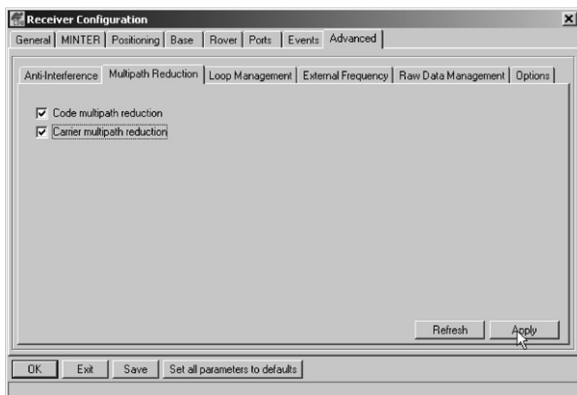 Receiver Configuration
General MINTER Positioning Base Rover Ports Events Advanced
Anti-Interference Multipath Reduction Loop Management External Frequency Raw Data Management Options
Code multipath reduction
Carrier multipath reduction
Refresh Apply
OK Exit Save Set all parameters to defaults